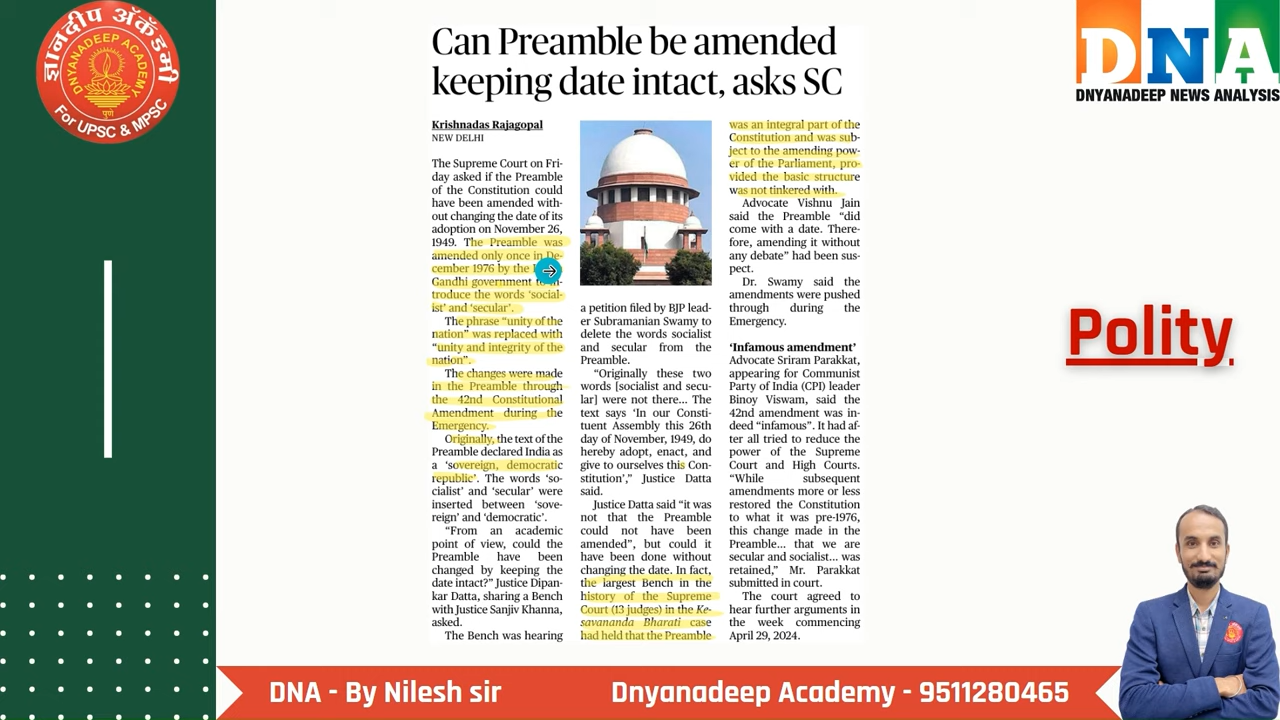 ज्ञानदीप अॅकॅडमी
DNYANADEEP ACADEMY
पुणे
For UPSC & MPSC
Can Preamble be amended
keeping date intact, asks SC
Krishnadas Rajagopal
NEW DELHI
The Supreme Court on Fri-
day asked if the Preamble
of the Constitution could
have been amended with-
out changing the date of its
adoption on November 26,
1949. The Preamble was
amended only once in De-
cember 1976 by the
Gandhi government to in-
troduce the words ‘social-
ist’ and ‘secular’.
The phrase “unity of the
nation” was replaced with
“unity and integrity of the
nation”.
The changes were made
in the Preamble through
the 42nd Constitutional
Amendment during the
Emergency.
Originally, the text of the
Preamble declared India as
a ‘sovereign, democratic
republic’. The words ‘so-
cialist’ and ‘secular’ were
inserted between ‘sove-
reign’ and ‘democratic’.
“From an academic
point of view, could the
Preamble have been
changed by keeping the
date intact?” Justice Dipan-
kar Datta, sharing a Bench
with Justice Sanjiv Khanna,
asked.
The Bench was hearing
a petition filed by BJP lead-
er Subramanian Swamy to
delete the words socialist
and secular from the
Preamble.
“Originally these two
words [socialist and secu-
lar] were not there... The
text says ‘In our Consti-
tuent Assembly this 26th
day of November, 1949, do
hereby adopt, enact, and
give to ourselves this Con-
stitution’,” Justice Datta
said.
Justice Datta said “it was
not that the Preamble
could not have been
amended”, but could it
have been done without
changing the date. In fact,
the largest Bench in the
history of the Supreme
Court (13 judges) in the Ke-
savananda Bharati case
had held that the Preamble
was an integral part of the
Constitution and was sub-
ject to the amending pow-
er of the Parliament, pro-
vided the basic structure
was not tinkered with.
Advocate Vishnu Jain
said the Preamble “did
come with a date. There-
fore, amending it without
any debate” had been sus-
pect.
Dr. Swamy said the
amendments were pushed
through during the
Emergency.
‘Infamous amendment’
Advocate Sriram Parakkat,
appearing for Communist
Party of India (CPI) leader
Binoy Viswam, said the
42nd amendment was in-
deed “infamous”. It had af-
ter all tried to reduce the
power of the Supreme
Court and High Courts.
“While subsequent
amendments more or less
restored the Constitution
to what it was pre-1976,
this change made in the
Preamble... that we are
secular and socialist... was
retained,” Mr. Parakkat
submitted in court.
The court agreed to
hear further arguments in
the week commencing
April 29, 2024.
DNA
DNYANADEEP NEWS ANALYSIS
Polity
DNA - By Nilesh sir
Dnyanadeep Academy - 9511280465